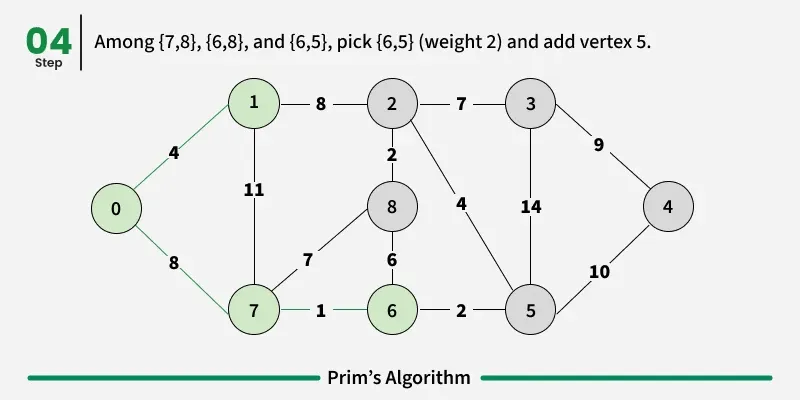 04
Step
Among {7,8}, {6,8}, and {6,5}, pick {6,5} (weight 2) and add vertex 5.
1 8 2 7 3
4 2 9
11
0 8 4 14 4
8 7 6 10
7 1 6 2 5
Prim's Algorithm